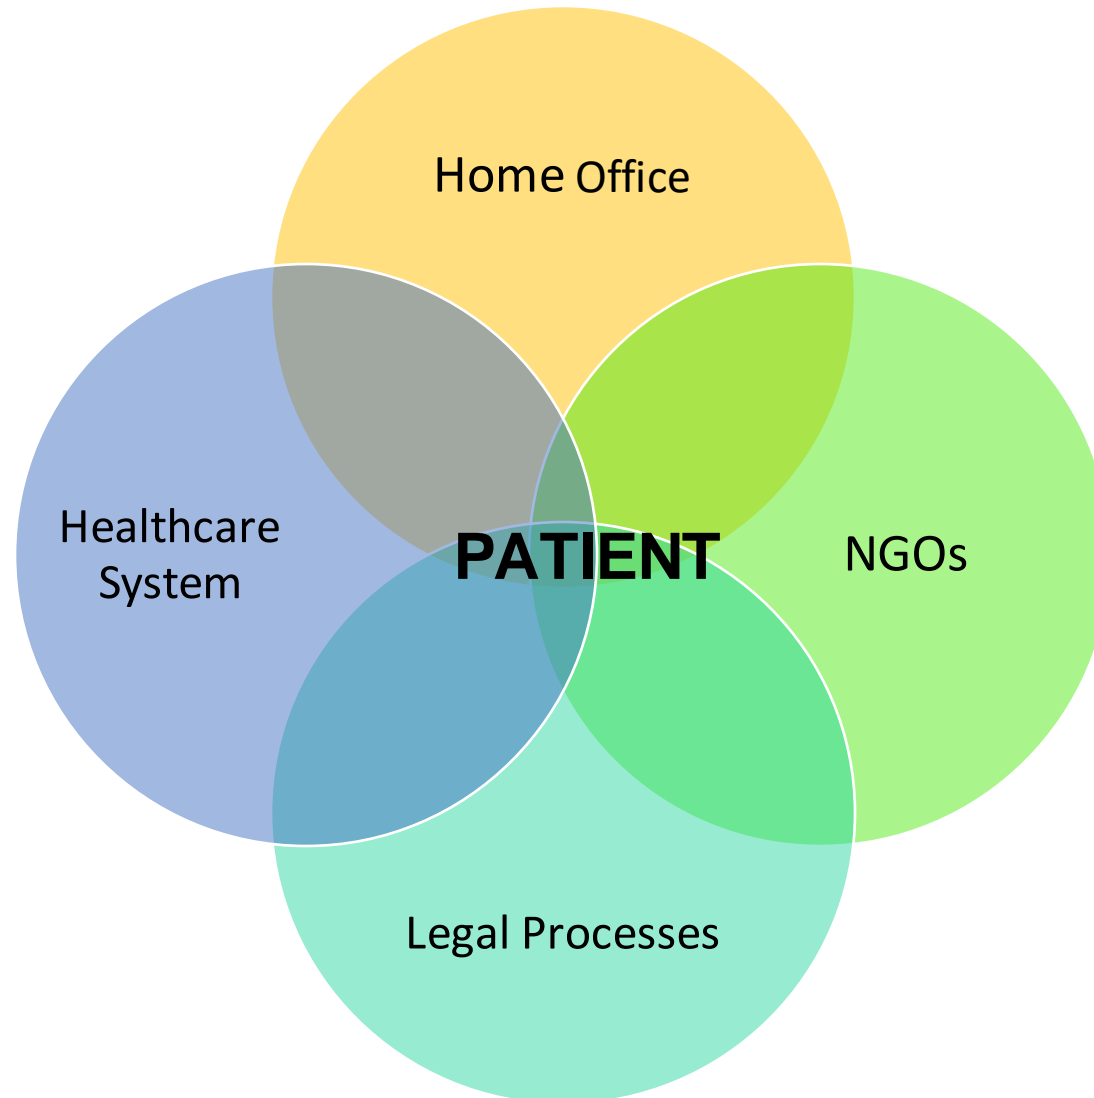 Home Office
Healthcare
System
PATIENT
NGOs
Legal Processes